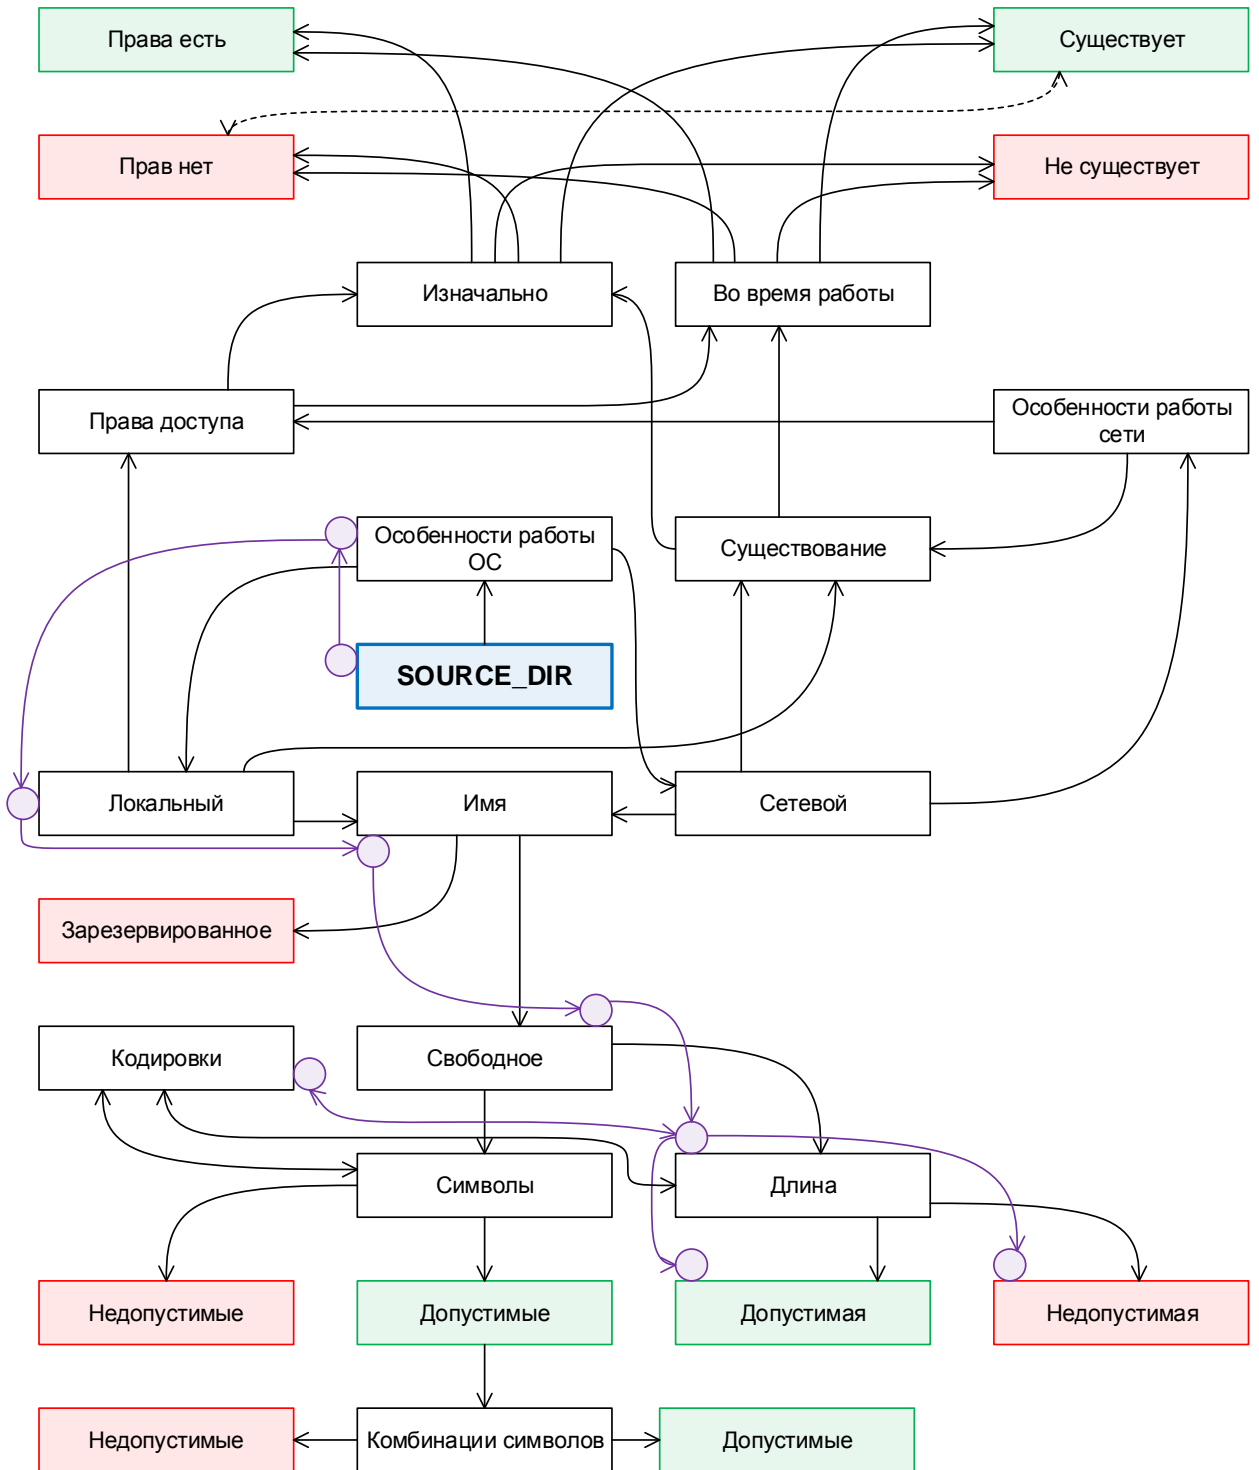 Права есть
Существует
Прав нет
Не существует
Изначально
Во время работы
Права доступа
Особенности работы
сети
Особенности работы
ОС
Существование
SOURCE_DIR
Локальный
Имя
Сетевой
Зарезервированное
Кодировки
Свободное
Символы
Длина
Недопустимые
Допустимые
Допустимая
Недопустимая
Недопустимые
Комбинации символов
Допустимые